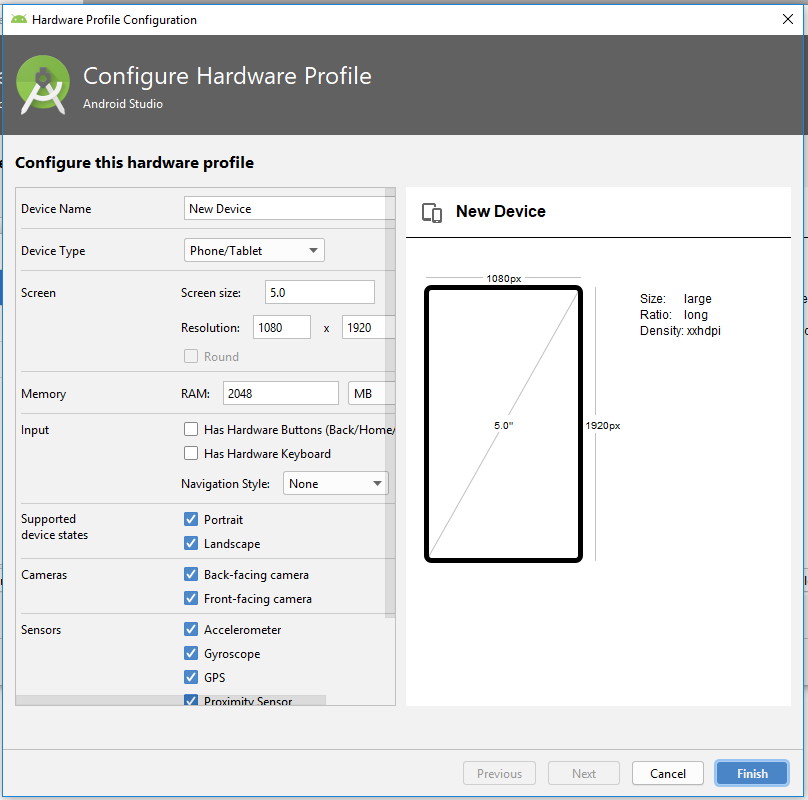 Hardware Profile Configuration
Configure Hardware Profile
Android Studio
Configure this hardware profile
Device Name New Device
Device Type Phone/Tablet
Screen Screen size: 5.0
Resolution: 1080 x 1920
Round
Memory RAM: 2048 MB
Input Has Hardware Buttons (Back/Home/
Has Hardware Keyboard
Navigation Style: None
Supported
device states
Portrait
Landscape
Cameras Back-facing camera
Front-facing camera
Sensors Accelerometer
Gyroscope
GPS
Proximity Sensor
New Device
1080px
5.0"
1920px
Size: large
Ratio: long
Density: xxhdpi
Previous Next Cancel Finish